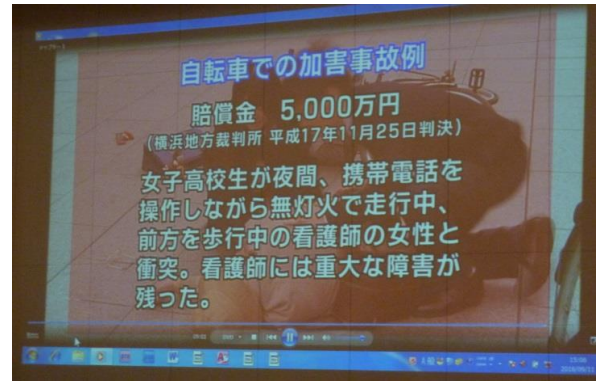 自転車での加害事故例
賠償金 5,000万円
(横浜地方裁判所 平成17年11月25日判決)
女子高校生が夜間、携帯電話を
操作しながら無灯火で走行中、
前方を歩行中の看護師の女性と
衝突。看護師には重大な障害が
残った。